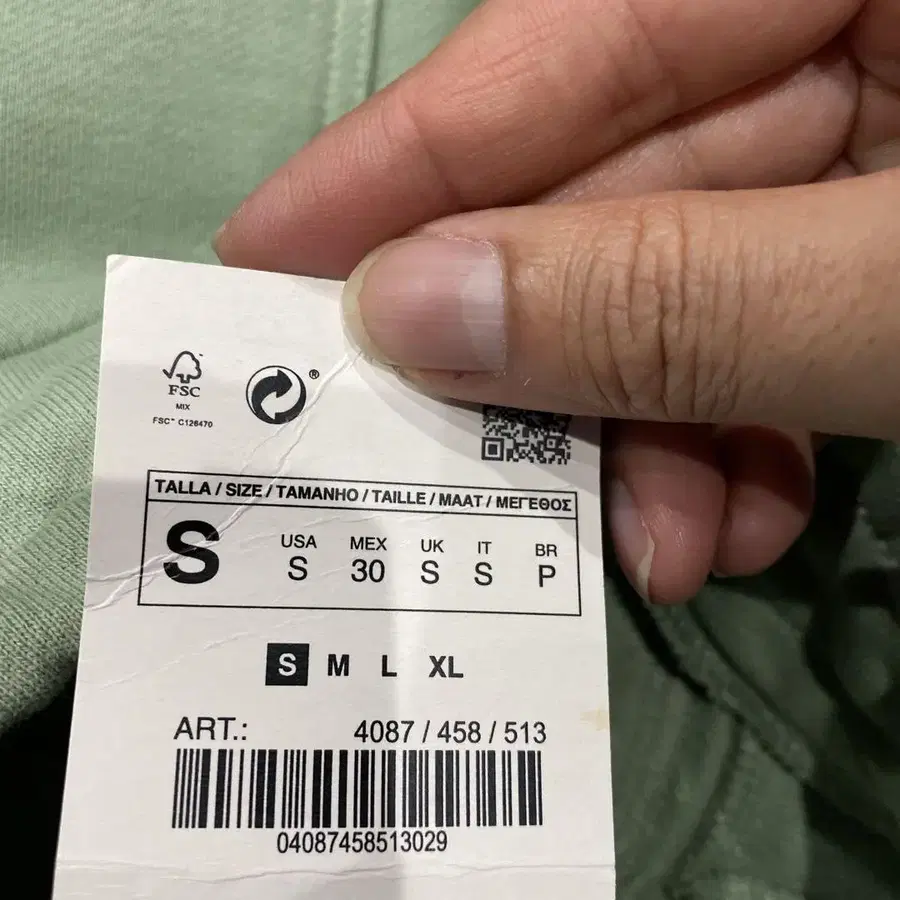 FSC
MIX
FSC™ C126470
®
TALLA / SIZE / TAMANHO / TAILLE / MAAT / ΜΕΓΕΘΟΣ
S
USA MEX UK IT BR
S 30 S S P
S M L XL
ART.: 4087 / 458 / 513
04087458513029